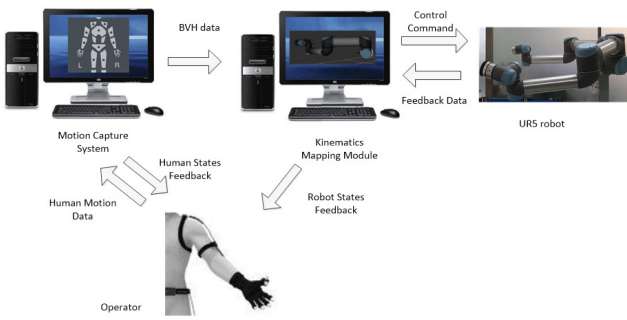 BVH data
Control
Command
Feedback Data
UR5 robot
L
R
Motion Capture
System
Kinematics
Mapping Module
Human States
Feedback
Human Motion
Data
Robot States
Feedback
Operator